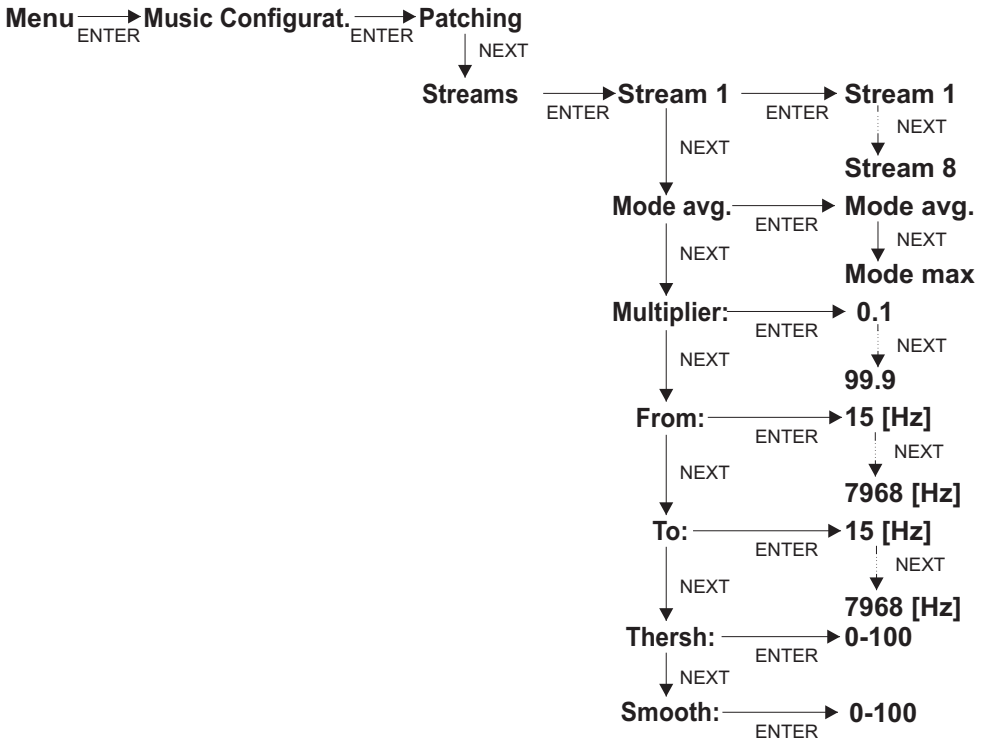 Menu ENTER Music Configurat. ENTER Patching
NEXT
Streams ENTER Stream 1 ENTER Stream 1
NEXT
NEXT
Stream 8
Mode avg. ENTER Mode avg.
NEXT
NEXT
Mode max
Multiplier: ENTER 0.1
NEXT
NEXT
99.9
From: ENTER 15 [Hz]
NEXT
NEXT
7968 [Hz]
To: ENTER 15 [Hz]
NEXT
NEXT
7968 [Hz]
Thersh: ENTER 0-100
NEXT
Smooth: ENTER 0-100